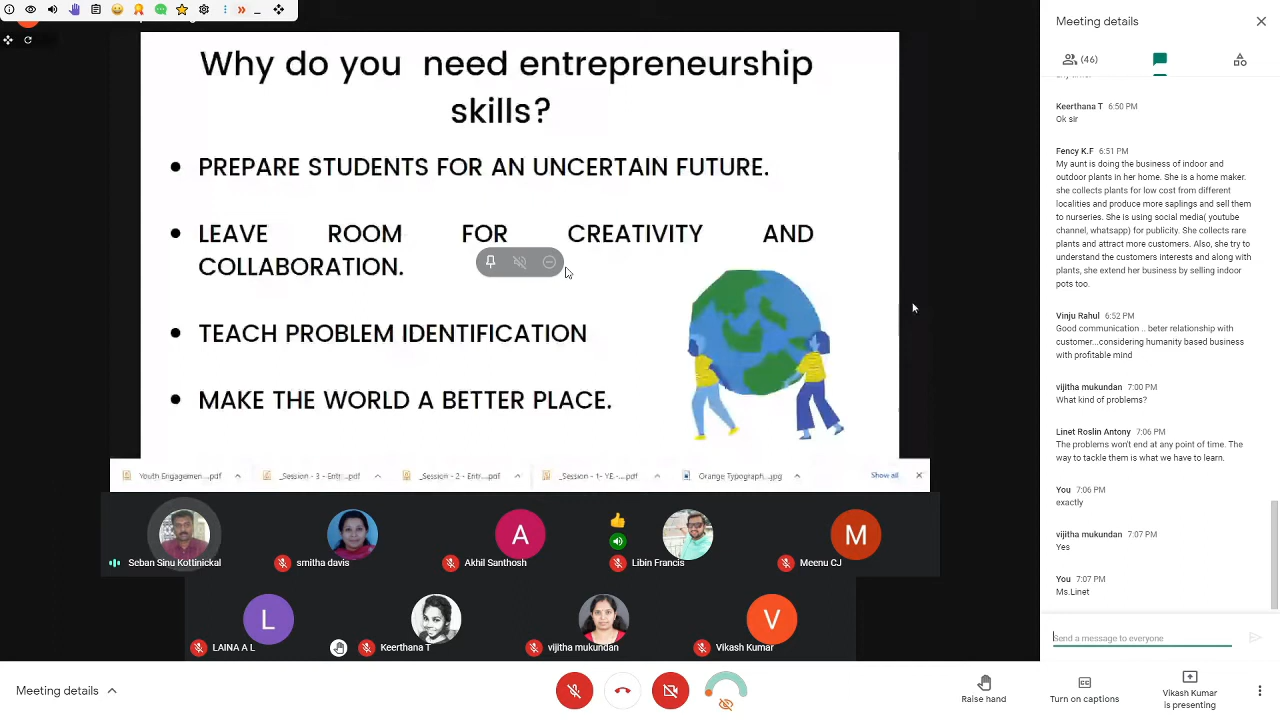 Why do you need entrepreneurship
skills?
PREPARE STUDENTS FOR AN UNCERTAIN FUTURE.
LEAVE ROOM FOR CREATIVITY AND
COLLABORATION.
TEACH PROBLEM IDENTIFICATION
MAKE THE WORLD A BETTER PLACE.
Youth Engagemen...pdf
_Session - 3 - Entr....pdf
_Session - 2 - Entr....pdf
_Session - 1- YE -....pdf
Orange Typograph...jpg
Show all
Seban Sinu Kottinickal
smitha davis
A
Akhil Santhosh
Libin Francis
M
Meenu CJ
L
LAINA A L
Keerthana T
vijitha mukundan
V
Vikash Kumar
Meeting details
Raise hand
Turn on captions
Vikash Kumar
is presenting
Meeting details
(46)
Keerthana T 6:50 PM
Ok sir
Fency K.F 6:51 PM
My aunt is doing the business of indoor and
outdoor plants in her home. She is a home maker.
she collects plants for low cost from different
localities and produce more saplings and sell them
to nurseries. She is using social media( youtube
channel, whatsapp) for publicity. She collects rare
plants and attract more customers. Also, she try to
understand the customers interests and along with
plants, she extend her business by selling indoor
pots too.
Vinju Rahul 6:52 PM
Good communication .. beter relationship with
customer...considering humanity based business
with profitable mind
vijitha mukundan 7:00 PM
What kind of problems?
Linet Roslin Antony 7:06 PM
The problems won't end at any point of time. The
way to tackle them is what we have to learn.
You 7:06 PM
exactly
vijitha mukundan 7:07 PM
Yes
You 7:07 PM
Ms.Linet
Send a message to everyone